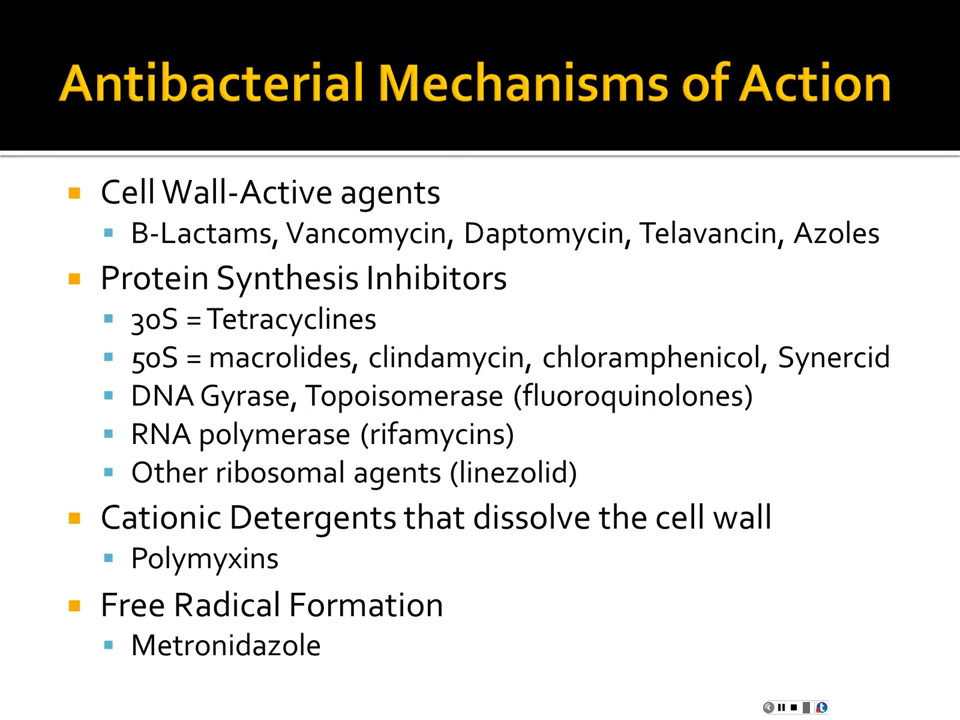 Antibacterial Mechanisms of Action
Cell Wall-Active agents
B-Lactams, Vancomycin, Daptomycin, Telavancin, Azoles
Protein Synthesis Inhibitors
30S = Tetracyclines
50S = macrolides, clindamycin, chloramphenicol, Synercid
DNA Gyrase, Topoisomerase (fluoroquinolones)
RNA polymerase (rifamycins)
Other ribosomal agents (linezolid)
Cationic Detergents that dissolve the cell wall
Polymyxins
Free Radical Formation
Metronidazole